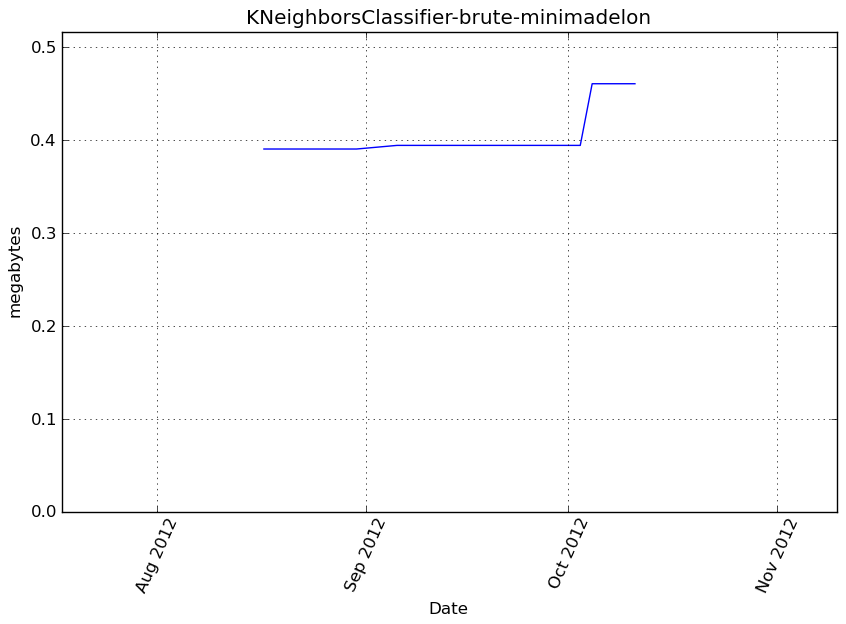 KNeighborsClassifier-brute-minimadelon
0.5
0.4
0.3
0.2
0.1
0.0
megabytes
Aug 2012
Sep 2012
Oct 2012
Nov 2012
Date